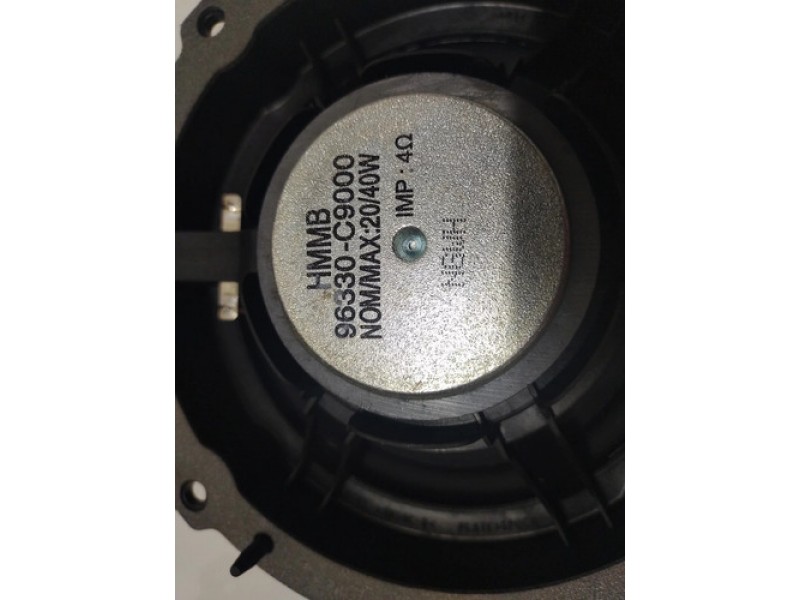 HMMB
96330-C9000
NOM/MAX:20/40W
IMP : 4Ω